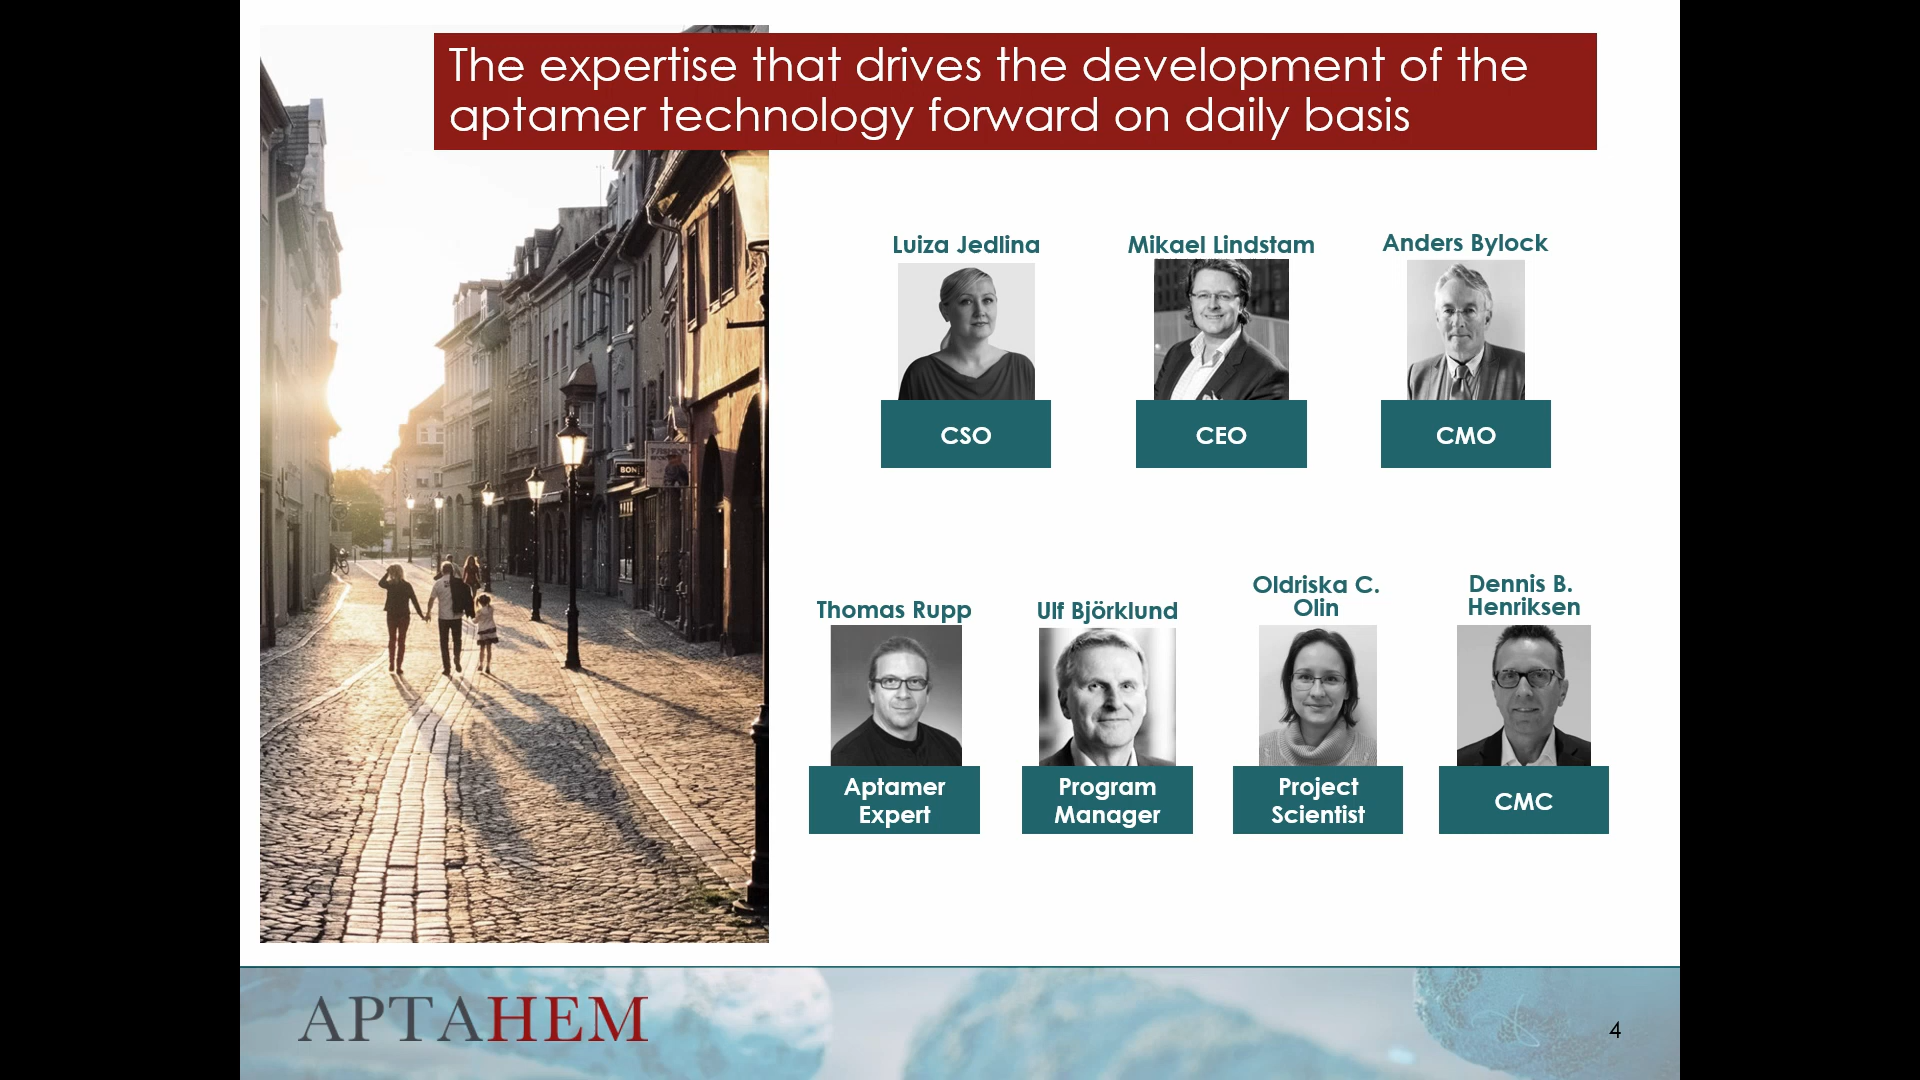 The expertise that drives the development of the
aptamer technology forward on daily basis
Luiza Jedlina
Mikael Lindstam
Anders Bylock
CSO
CEO
CMO
Thomas Rupp
Ulf Björklund
Oldriska C.
Olin
Dennis B.
Henriksen
Aptamer
Expert
Program
Manager
Project
Scientist
CMC
BON
FASHION
APTAHEM
4